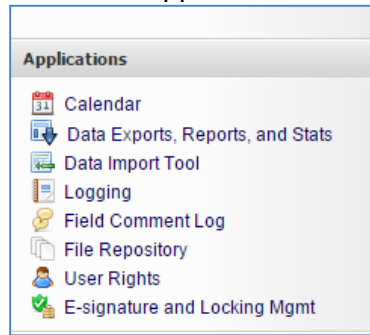 Applications
31 Calendar
Data Exports, Reports, and Stats
Data Import Tool
Logging
Field Comment Log
File Repository
User Rights
E-signature and Locking Mgmt